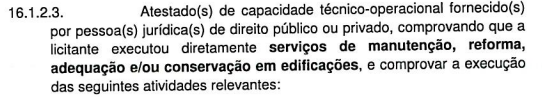 16.1.2.3. Atestado(s) de capacidade técnico-operacional fornecido(s)
por pessoa(s) jurídica(s) de direito público ou privado, comprovando que a
licitante executou diretamente serviços de manutenção, reforma,
adequação e/ou conservação em edificações, e comprovar a execução
das seguintes atividades relevantes: